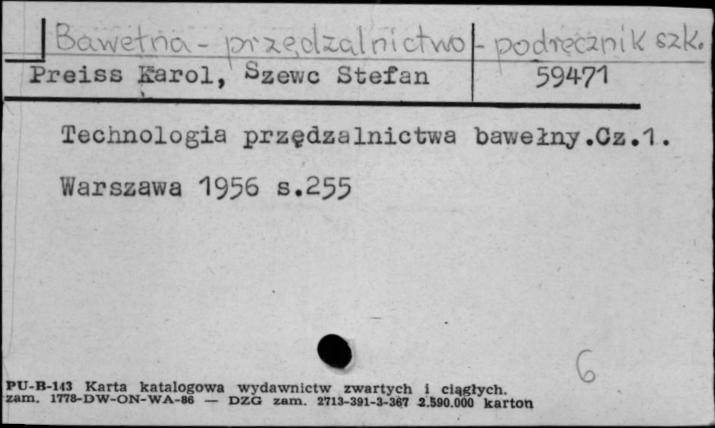 Bawełna - przędzalnictwo - podręcznik szk.
Preiss Karol, Szewc Stefan 59471
Technologia przędzalnictwa bawełny.Cz.1.
Warszawa 1956 s.255
6
PU-B-143 Karta katalogowa wydawnictw zwartych i ciągłych.
zam. 1778-DW-ON-WA-86 — DZG zam. 2713-391-3-367 2.590.000 karton